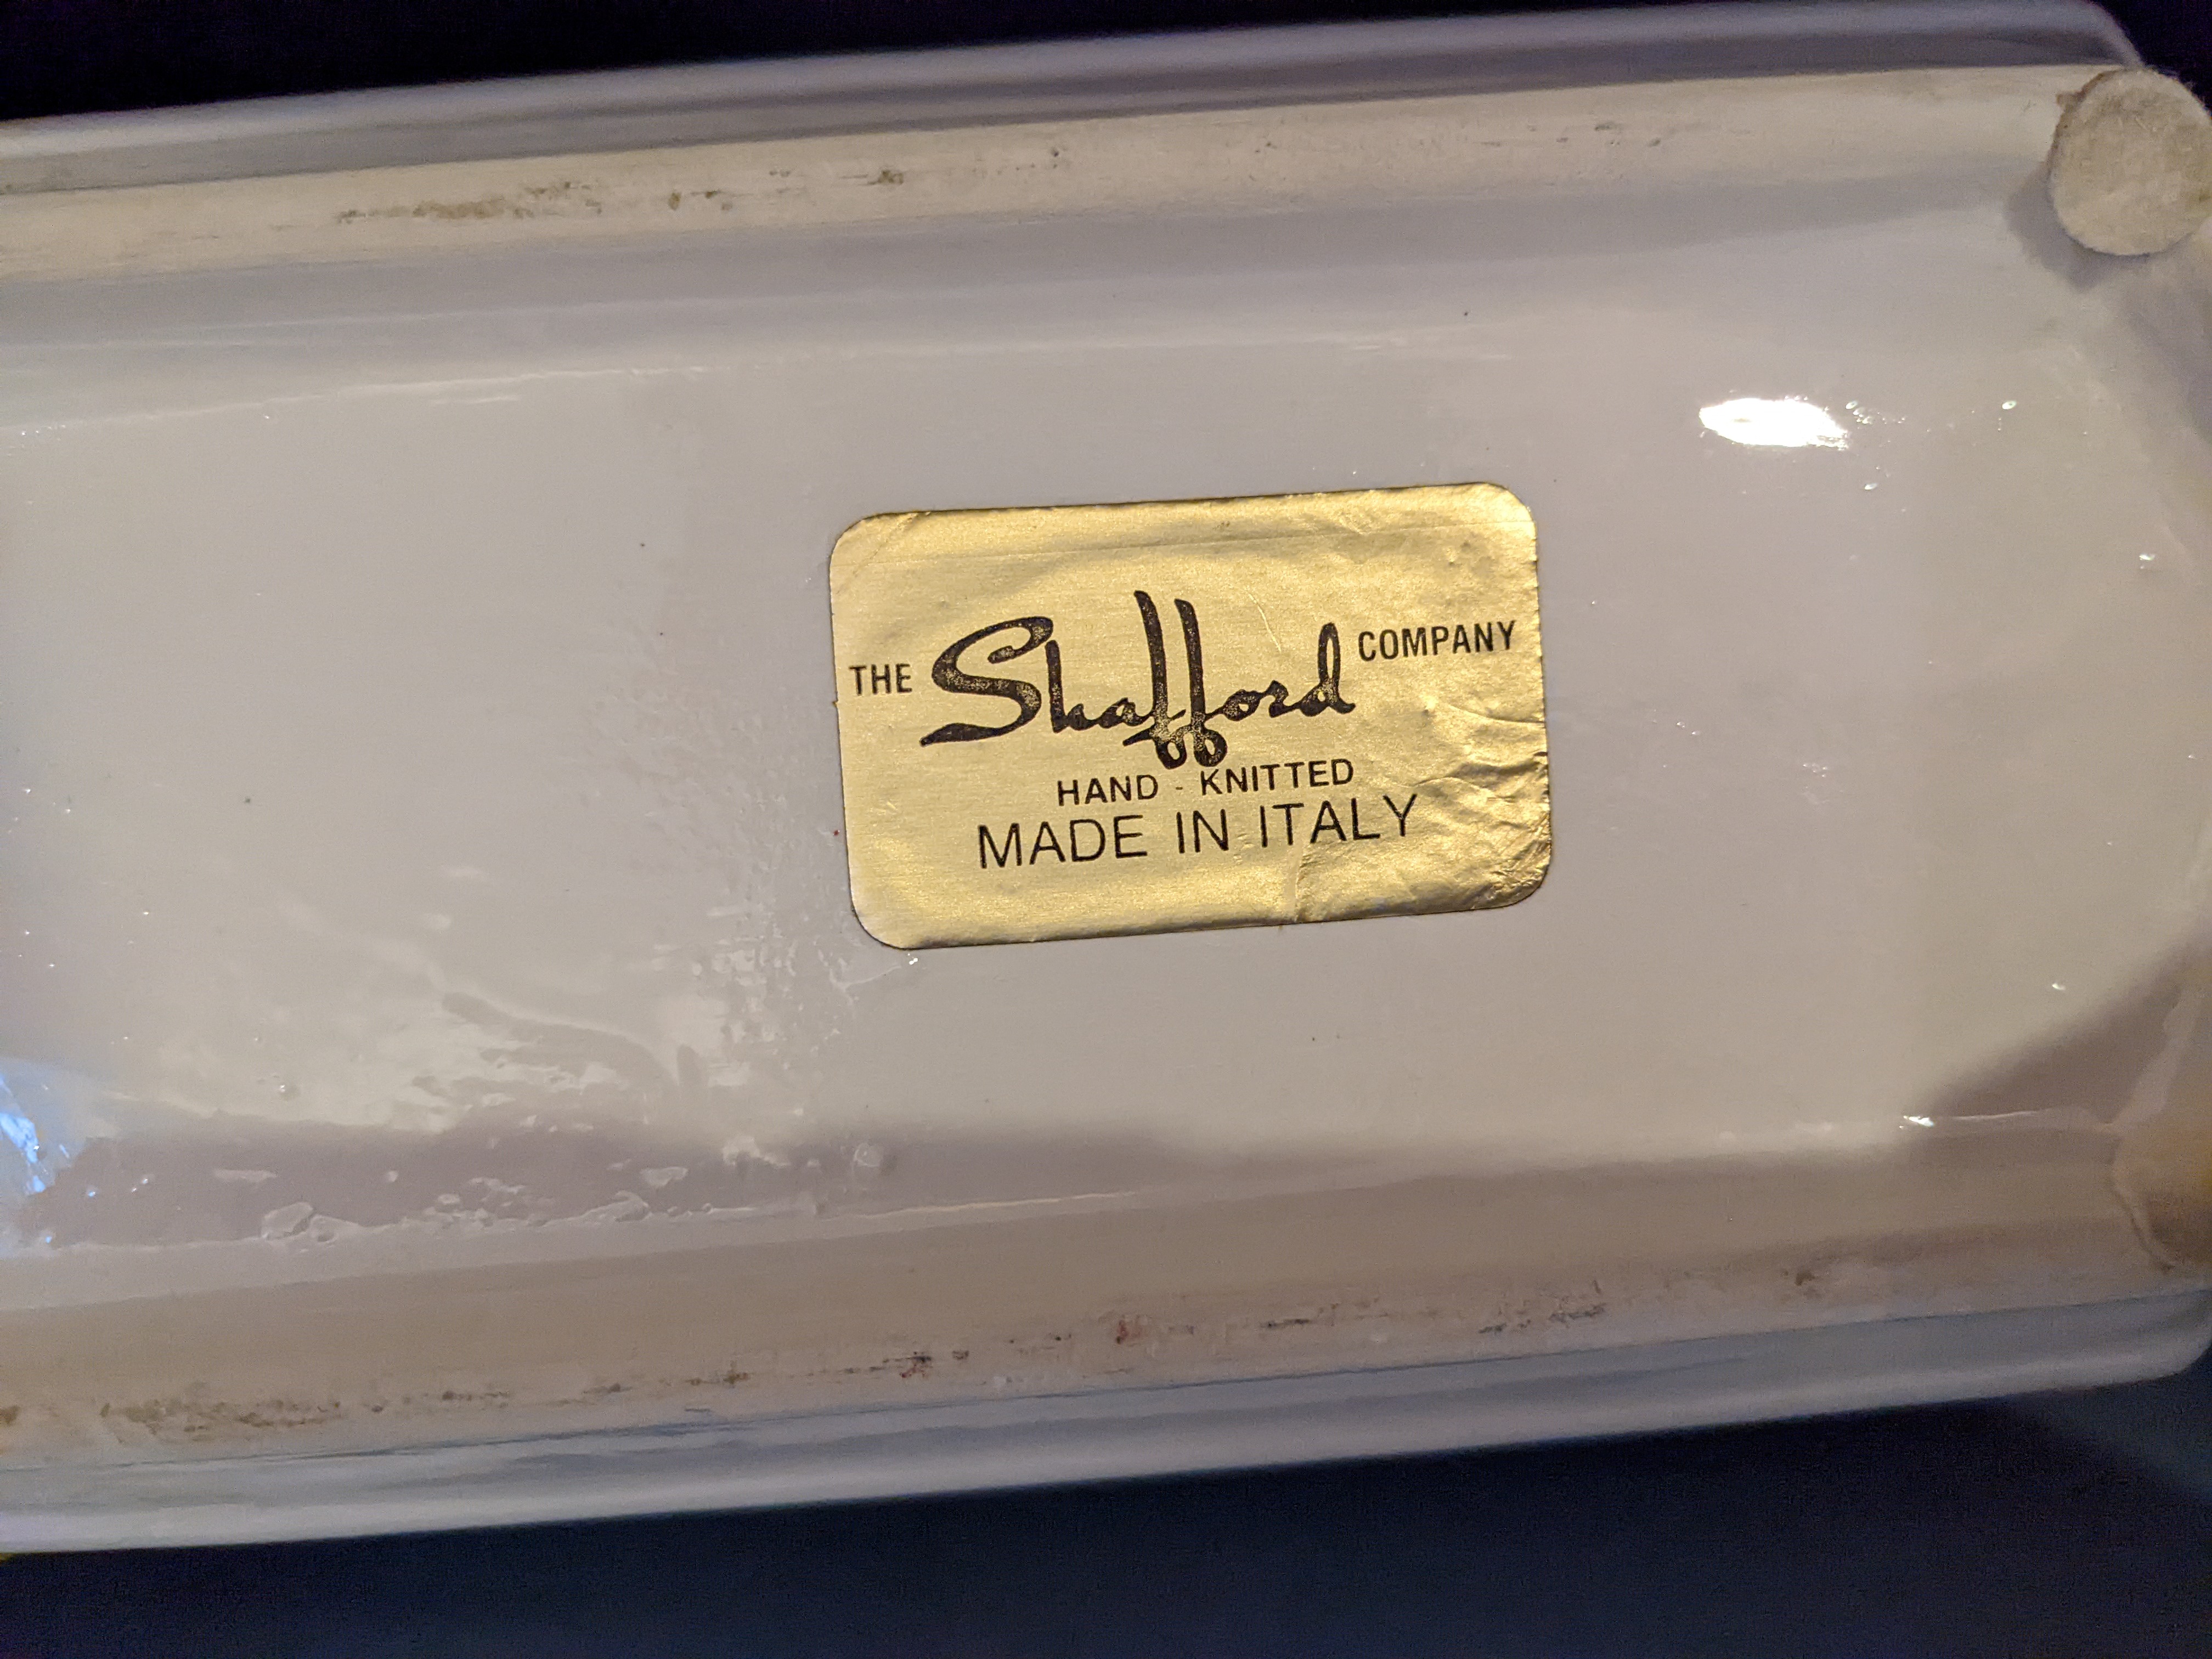 THE Shafford COMPANY
HAND - KNITTED
MADE IN ITALY